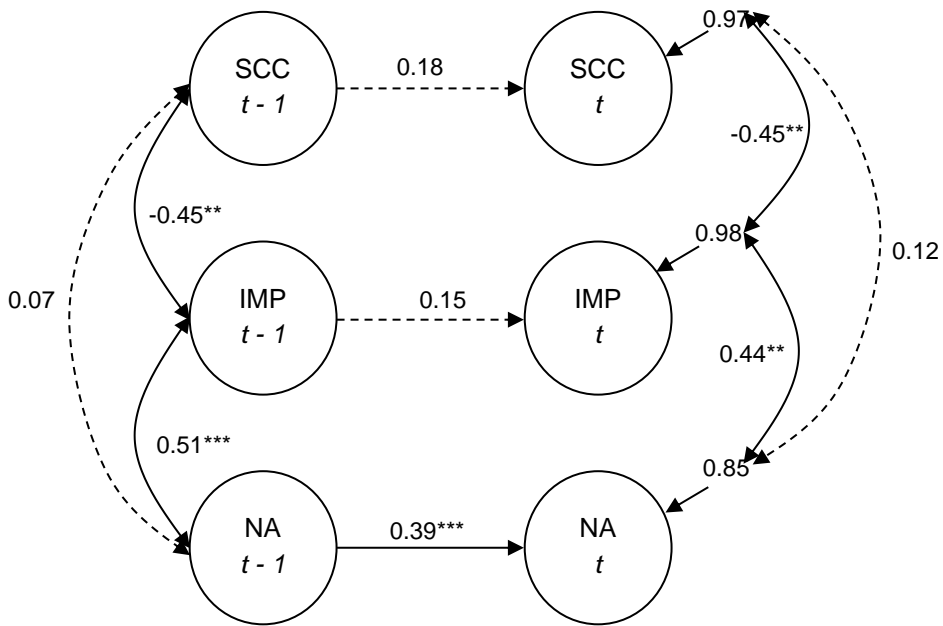 0.97
SCC
t - 1
0.18
SCC
t
-0.45**
-0.45**
0.98
0.12
0.07
IMP
t - 1
0.15
IMP
t
0.44**
0.51***
0.85
NA
t - 1
0.39***
NA
t